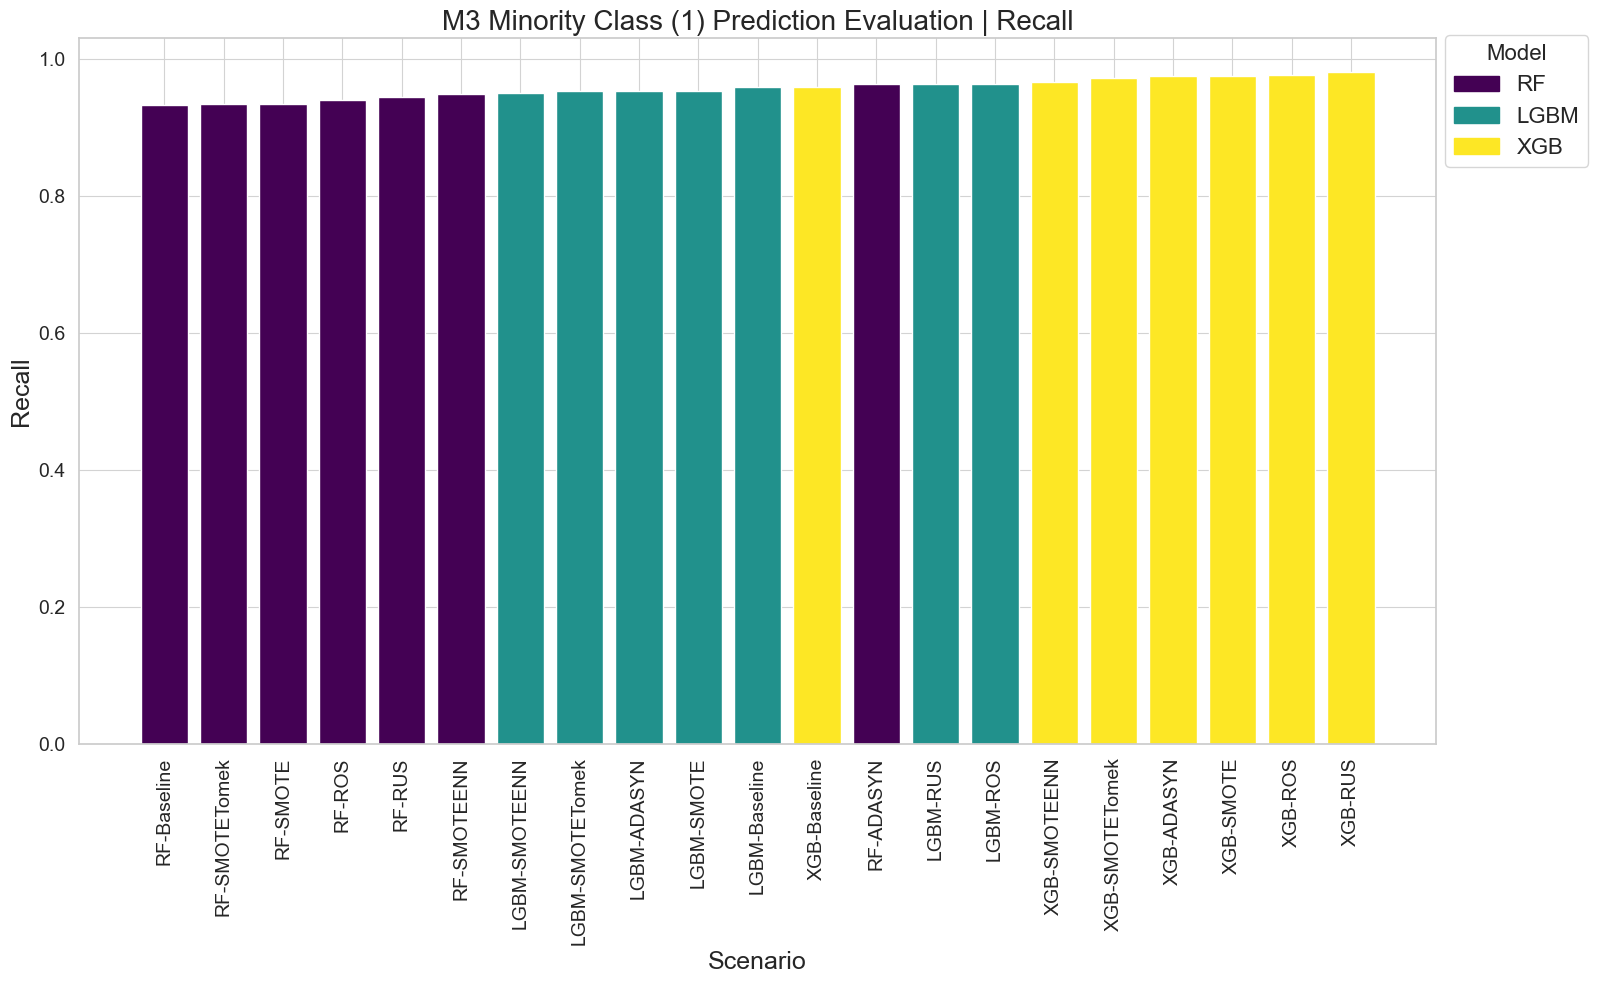 M3 Minority Class (1) Prediction Evaluation | Recall
Model
RF
LGBM
XGB
Recall
1.0
0.8
0.6
0.4
0.2
0.0
RF-Baseline
RF-SMOTETomek
RF-SMOTE
RF-ROS
RF-RUS
RF-SMOTEENN
LGBM-SMOTEENN
LGBM-SMOTETomek
LGBM-ADASYN
LGBM-SMOTE
LGBM-Baseline
XGB-Baseline
RF-ADASYN
LGBM-RUS
LGBM-ROS
XGB-SMOTEENN
XGB-SMOTETomek
XGB-ADASYN
XGB-SMOTE
XGB-ROS
XGB-RUS
Scenario